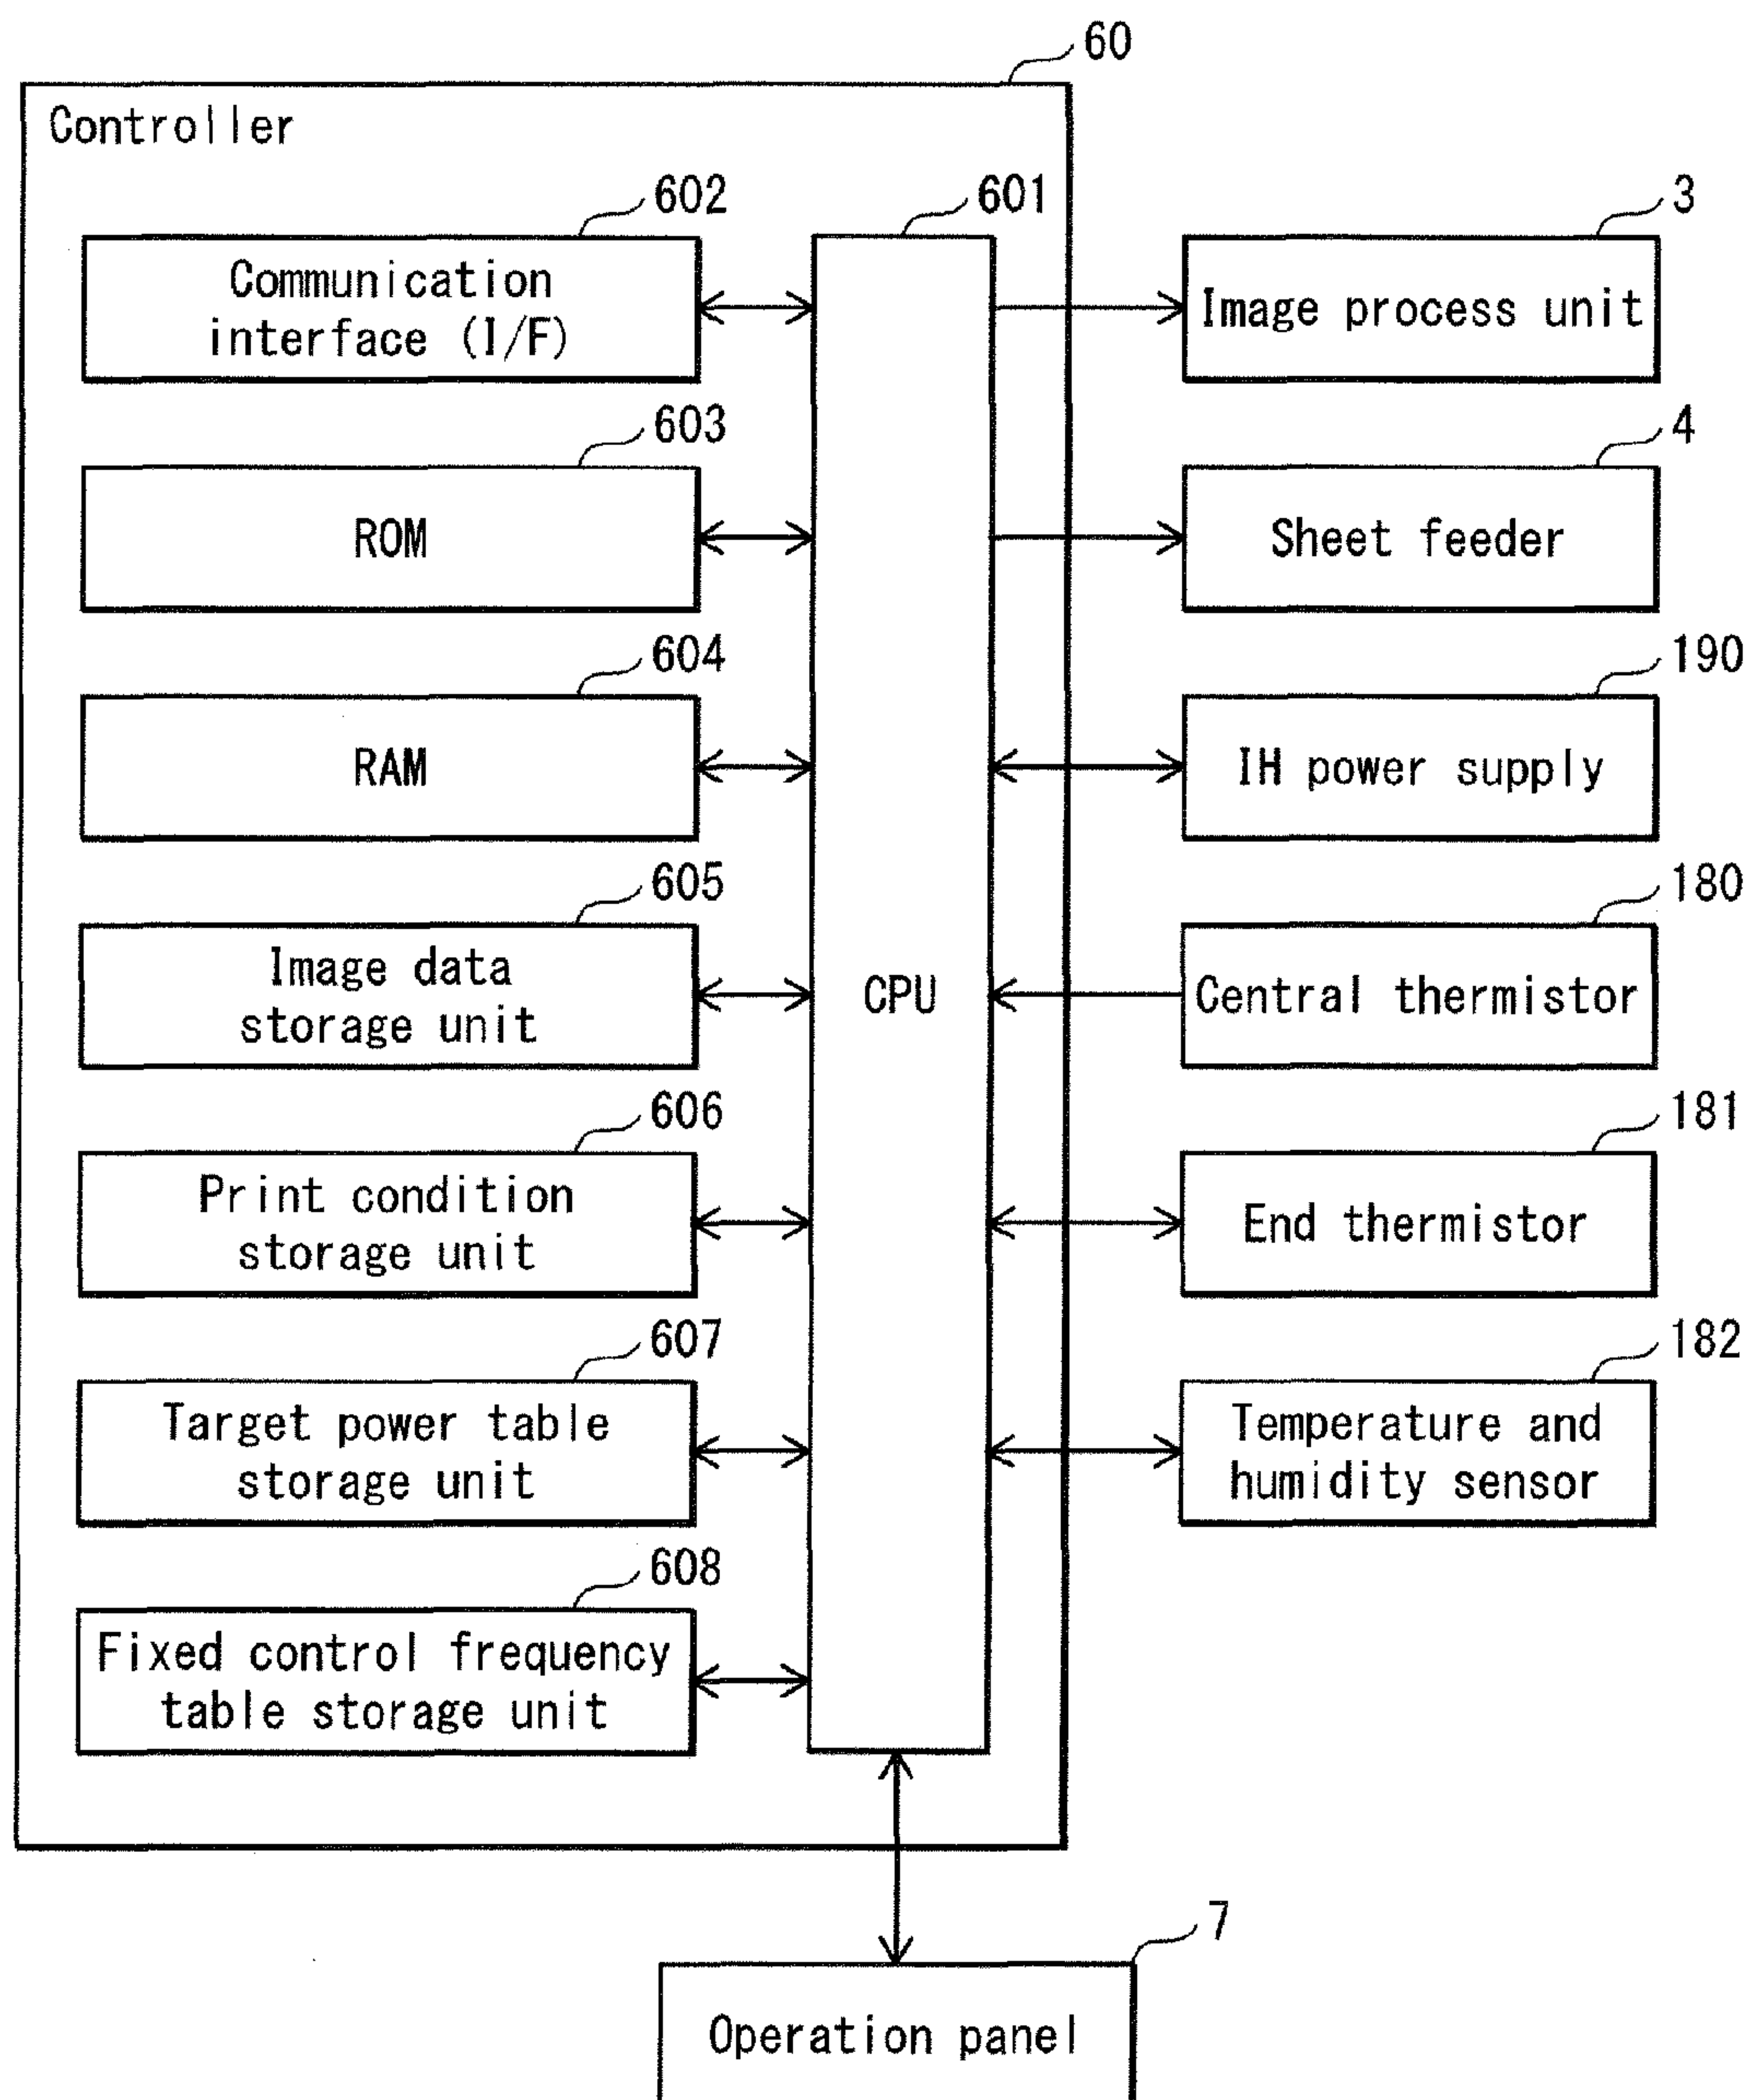 60
Controller
602
601
3
Communication
interface (I/F)
Image process unit
603
4
ROM
Sheet feeder
604
190
RAM
IH power supply
605
180
Image data
storage unit
CPU
Central thermistor
606
181
Print condition
storage unit
End thermistor
607
182
Target power table
storage unit
Temperature and
humidity sensor
608
Fixed control frequency
table storage unit
7
Operation panel